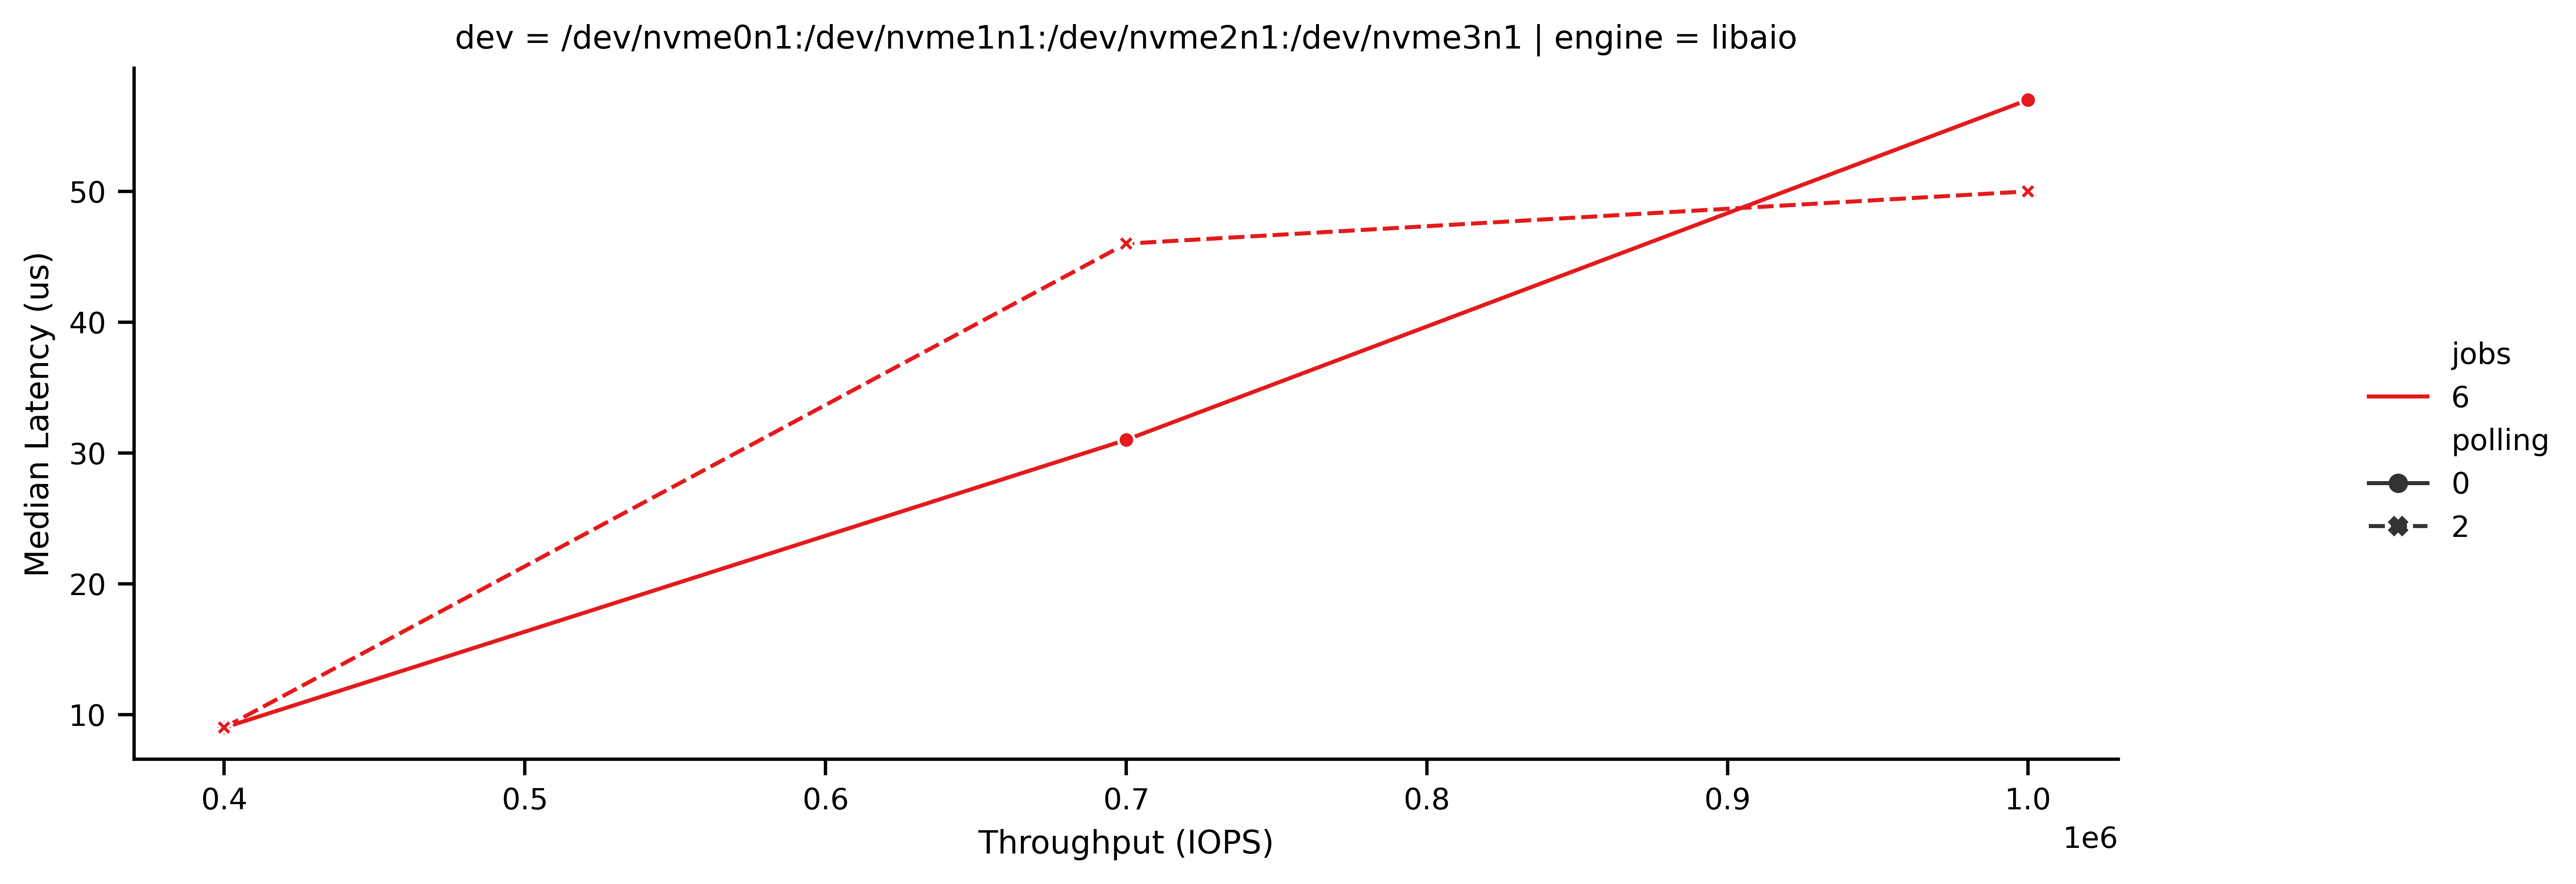 dev = /dev/nvme0n1:/dev/nvme1n1:/dev/nvme2n1:/dev/nvme3n1 | engine = libaio
Median Latency (us)
50
40
30
20
10
0.4 0.5 0.6 0.7 0.8 0.9 1.0
1e6
Throughput (IOPS)
jobs
6
polling
0
2